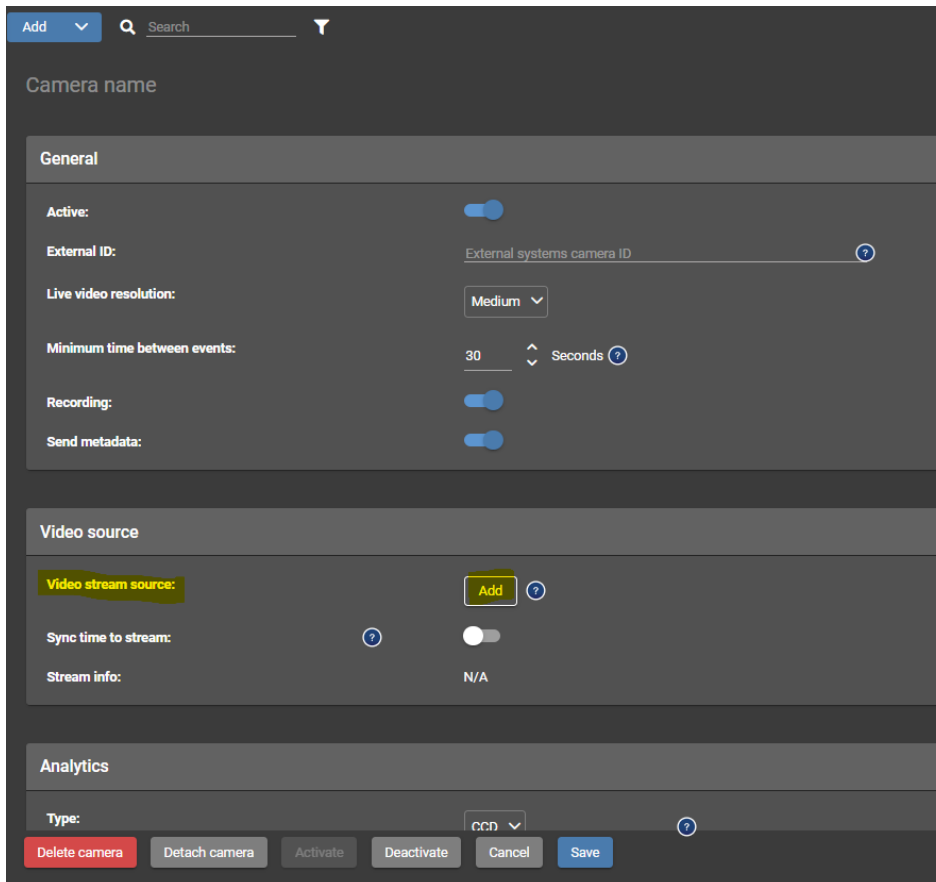 Add Search
Camera name
General
Active:
External ID: External systems camera ID ?
Live video resolution: Medium
Minimum time between events: 30 Seconds ?
Recording:
Send metadata:
Video source
Video stream source: Add ?
Sync time to stream: ?
Stream info: N/A
Analytics
Type: CCD ?
Delete camera Detach camera Activate Deactivate Cancel Save